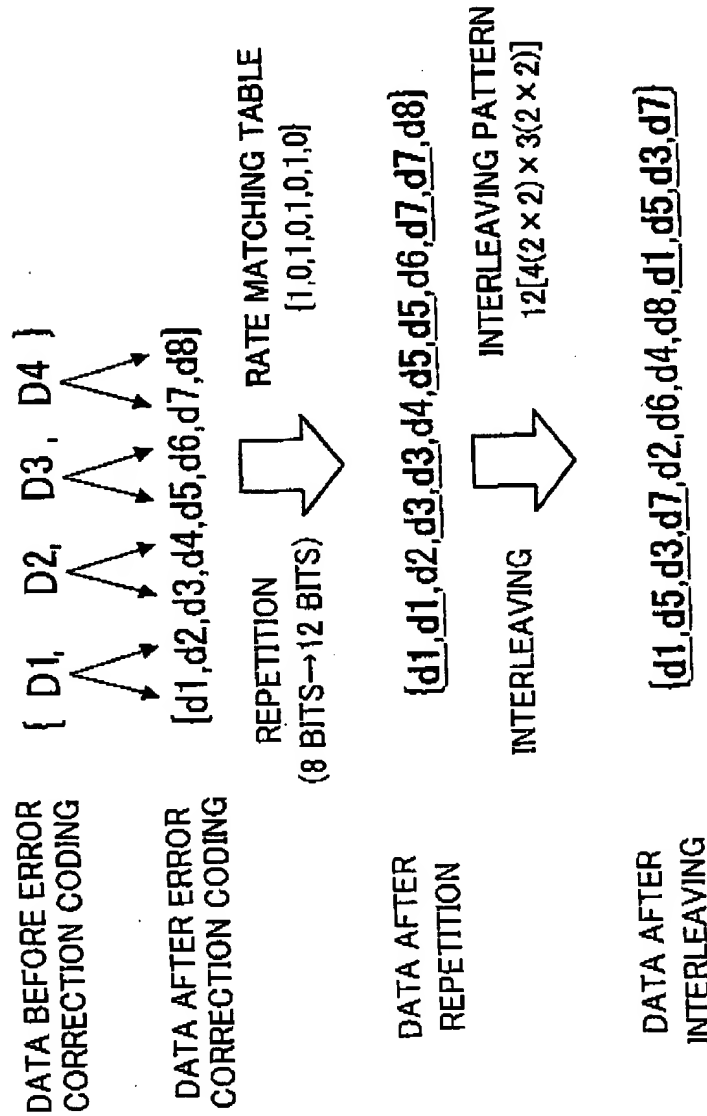 DATA BEFORE ERROR
CORRECTION CODING
{ D1, D2, D3, D4 }
DATA AFTER ERROR
CORRECTION CODING
{d1,d2,d3,d4,d5,d6,d7,d8}
REPETITION
(8 BITS→12 BITS)
RATE MATCHING TABLE
{1,0,1,0,1,0,1,0}
DATA AFTER
REPETITION
{d1,d1,d2,d3,d3,d4,d5,d5,d6,d7,d7,d8}
INTERLEAVING
INTERLEAVING PATTERN
12[4(2×2)×3(2×2)]
DATA AFTER
INTERLEAVING
{d1,d5,d3,d7,d2,d6,d4,d8,d1,d5,d3,d7}